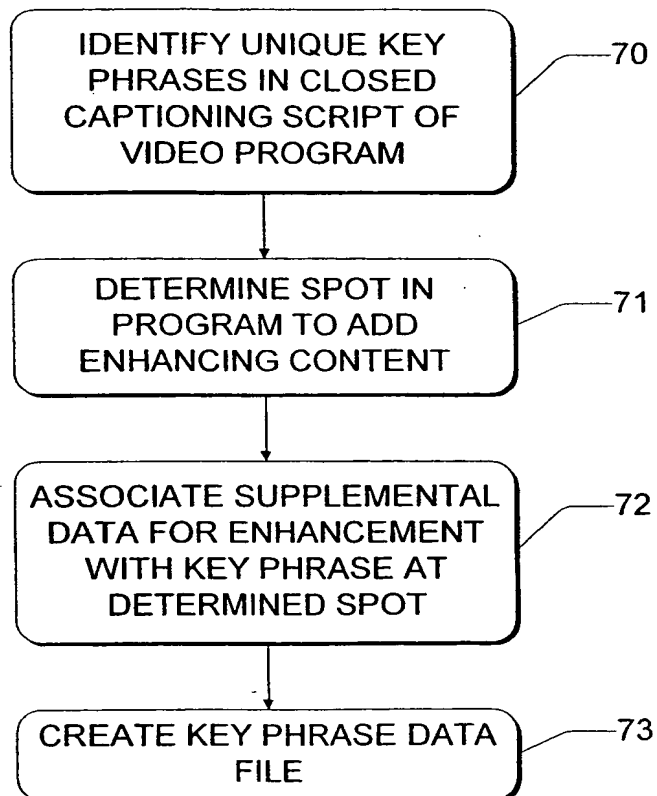 IDENTIFY UNIQUE KEY
PHRASES IN CLOSED
CAPTIONING SCRIPT OF
VIDEO PROGRAM
70
DETERMINE SPOT IN
PROGRAM TO ADD
ENHANCING CONTENT
71
ASSOCIATE SUPPLEMENTAL
DATA FOR ENHANCEMENT
WITH KEY PHRASE AT
DETERMINED SPOT
72
CREATE KEY PHRASE DATA
FILE
73